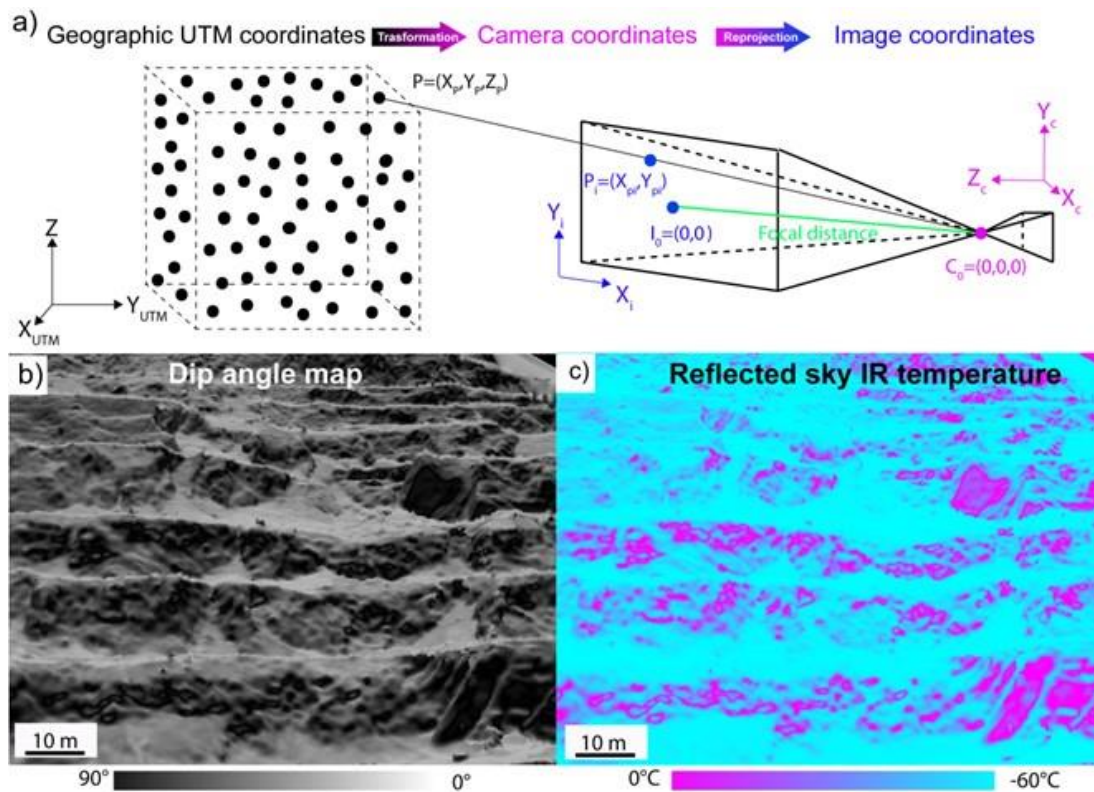 a)
Geographic UTM coordinates Trasformation Camera coordinates Reprojection Image coordinates
P=(Xp,Yp,Zp)
Yc
Zc
Xc
Pi=(Xpi,Ypi)
Yi
I0=(0,0)
Focal distance
C0=(0,0,0)
Z
Xi
YUTM
XUTM
b) Dip angle map
c) Reflected sky IR temperature
10 m
10 m
90° 0°
0°C -60°C